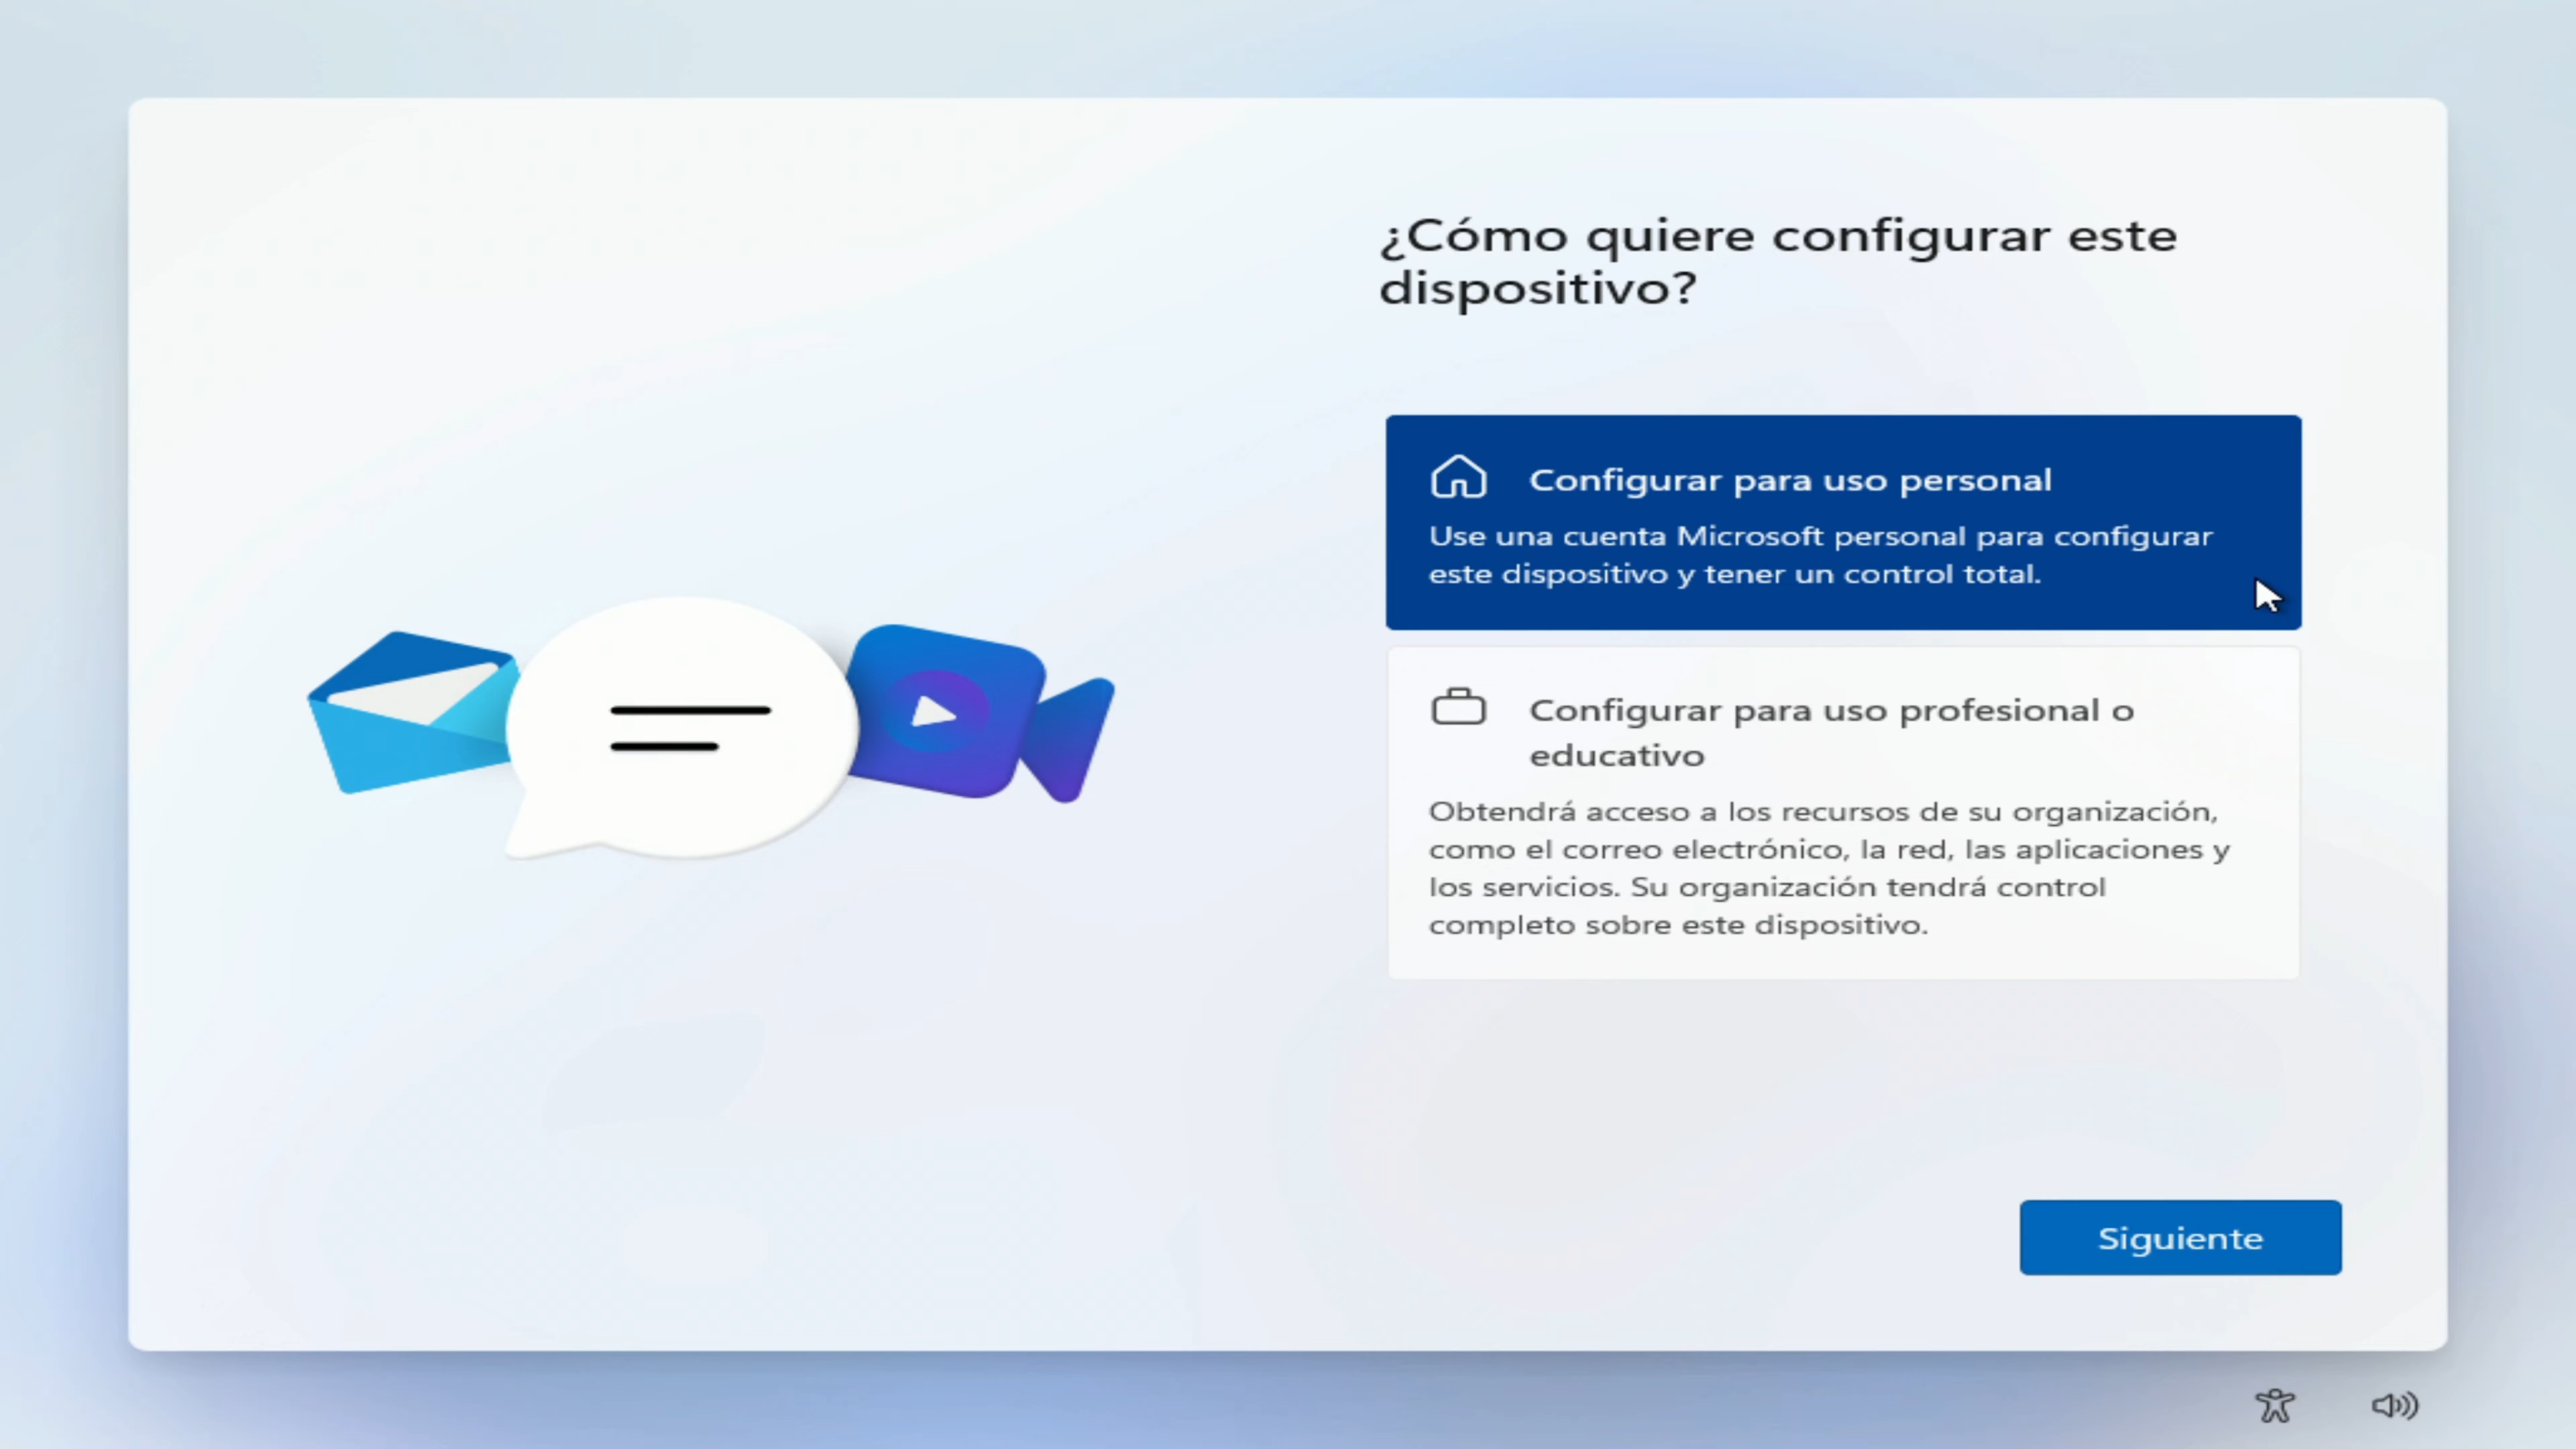 ¿Cómo quiere configurar este
dispositivo?
Configurar para uso personal
Use una cuenta Microsoft personal para configurar
este dispositivo y tener un control total.
Configurar para uso profesional o
educativo
Obtendrá acceso a los recursos de su organización,
como el correo electrónico, la red, las aplicaciones y
los servicios. Su organización tendrá control
completo sobre este dispositivo.
Siguiente